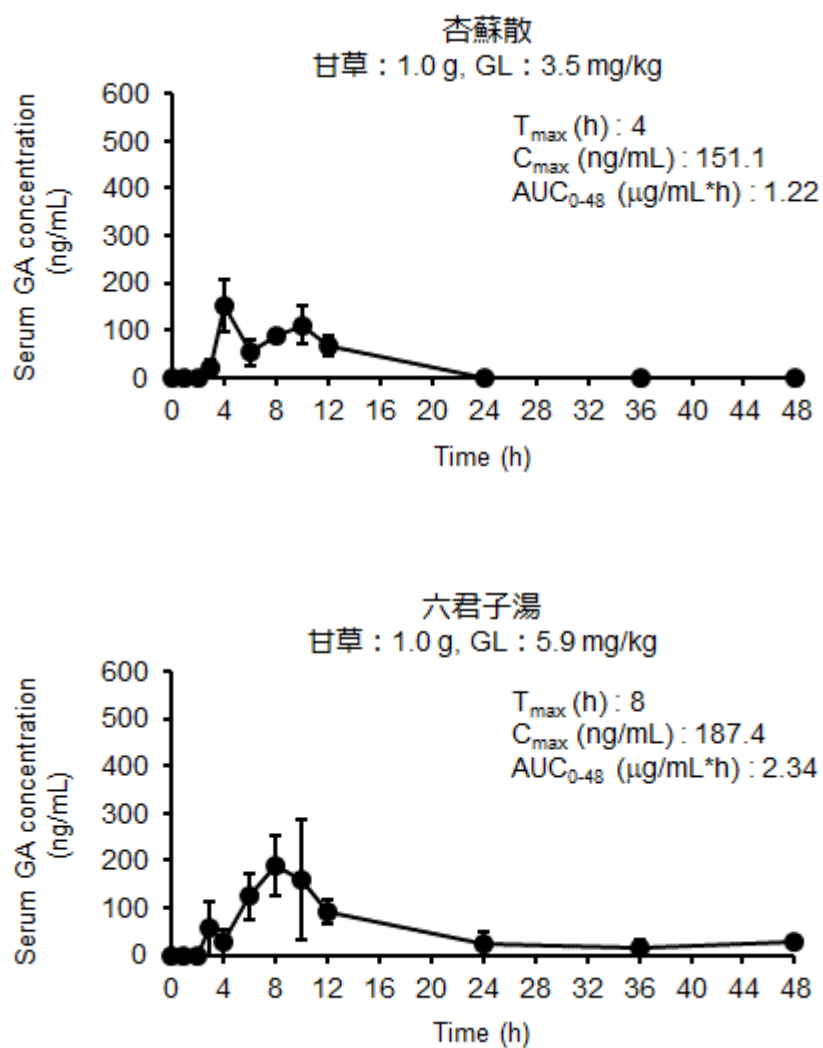 杏蘇散
甘草：1.0 g, GL：3.5 mg/kg
Serum GA concentration
(ng/mL)
600
500
400
300
200
100
0
Tmax (h) : 4
Cmax (ng/mL) : 151.1
AUC0-48 (μg/mL*h) : 1.22
0 4 8 12 16 20 24 28 32 36 40 44 48
Time (h)
六君子湯
甘草：1.0 g, GL：5.9 mg/kg
Serum GA concentration
(ng/mL)
600
500
400
300
200
100
0
Tmax (h) : 8
Cmax (ng/mL) : 187.4
AUC0-48 (μg/mL*h) : 2.34
0 4 8 12 16 20 24 28 32 36 40 44 48
Time (h)